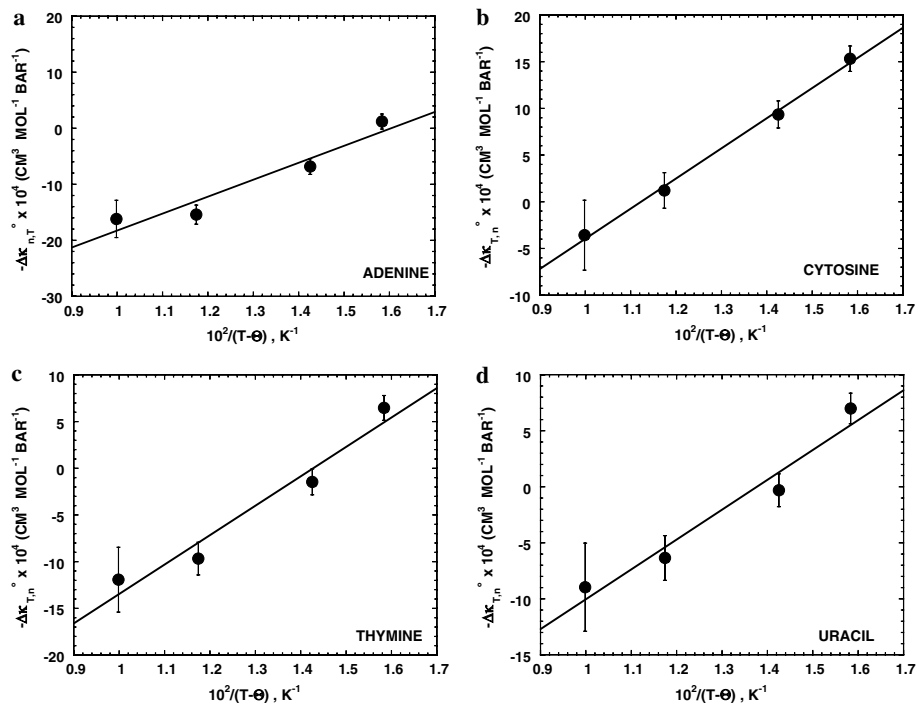 a
20
10
0
-10
-20
-30
-Δκn,T° x 10⁴ (CM³ MOL⁻¹ BAR⁻¹)
ADENINE
0.9 1 1.1 1.2 1.3 1.4 1.5 1.6 1.7
10²/(T-Θ) , K⁻¹
b
20
15
10
5
0
-5
-10
-ΔκT,n° x 10⁴ (CM³ MOL⁻¹ BAR⁻¹)
CYTOSINE
0.9 1 1.1 1.2 1.3 1.4 1.5 1.6 1.7
10²/(T-Θ) , K⁻¹
c
10
5
0
-5
-10
-15
-20
-ΔκT,n° x 10⁴ (CM³ MOL⁻¹ BAR⁻¹)
THYMINE
0.9 1 1.1 1.2 1.3 1.4 1.5 1.6 1.7
10²/(T-Θ) , K⁻¹
d
10
5
0
-5
-10
-15
-ΔκT,n° x 10⁴ (CM³ MOL⁻¹ BAR⁻¹)
URACIL
0.9 1 1.1 1.2 1.3 1.4 1.5 1.6 1.7
10²/(T-Θ) , K⁻¹